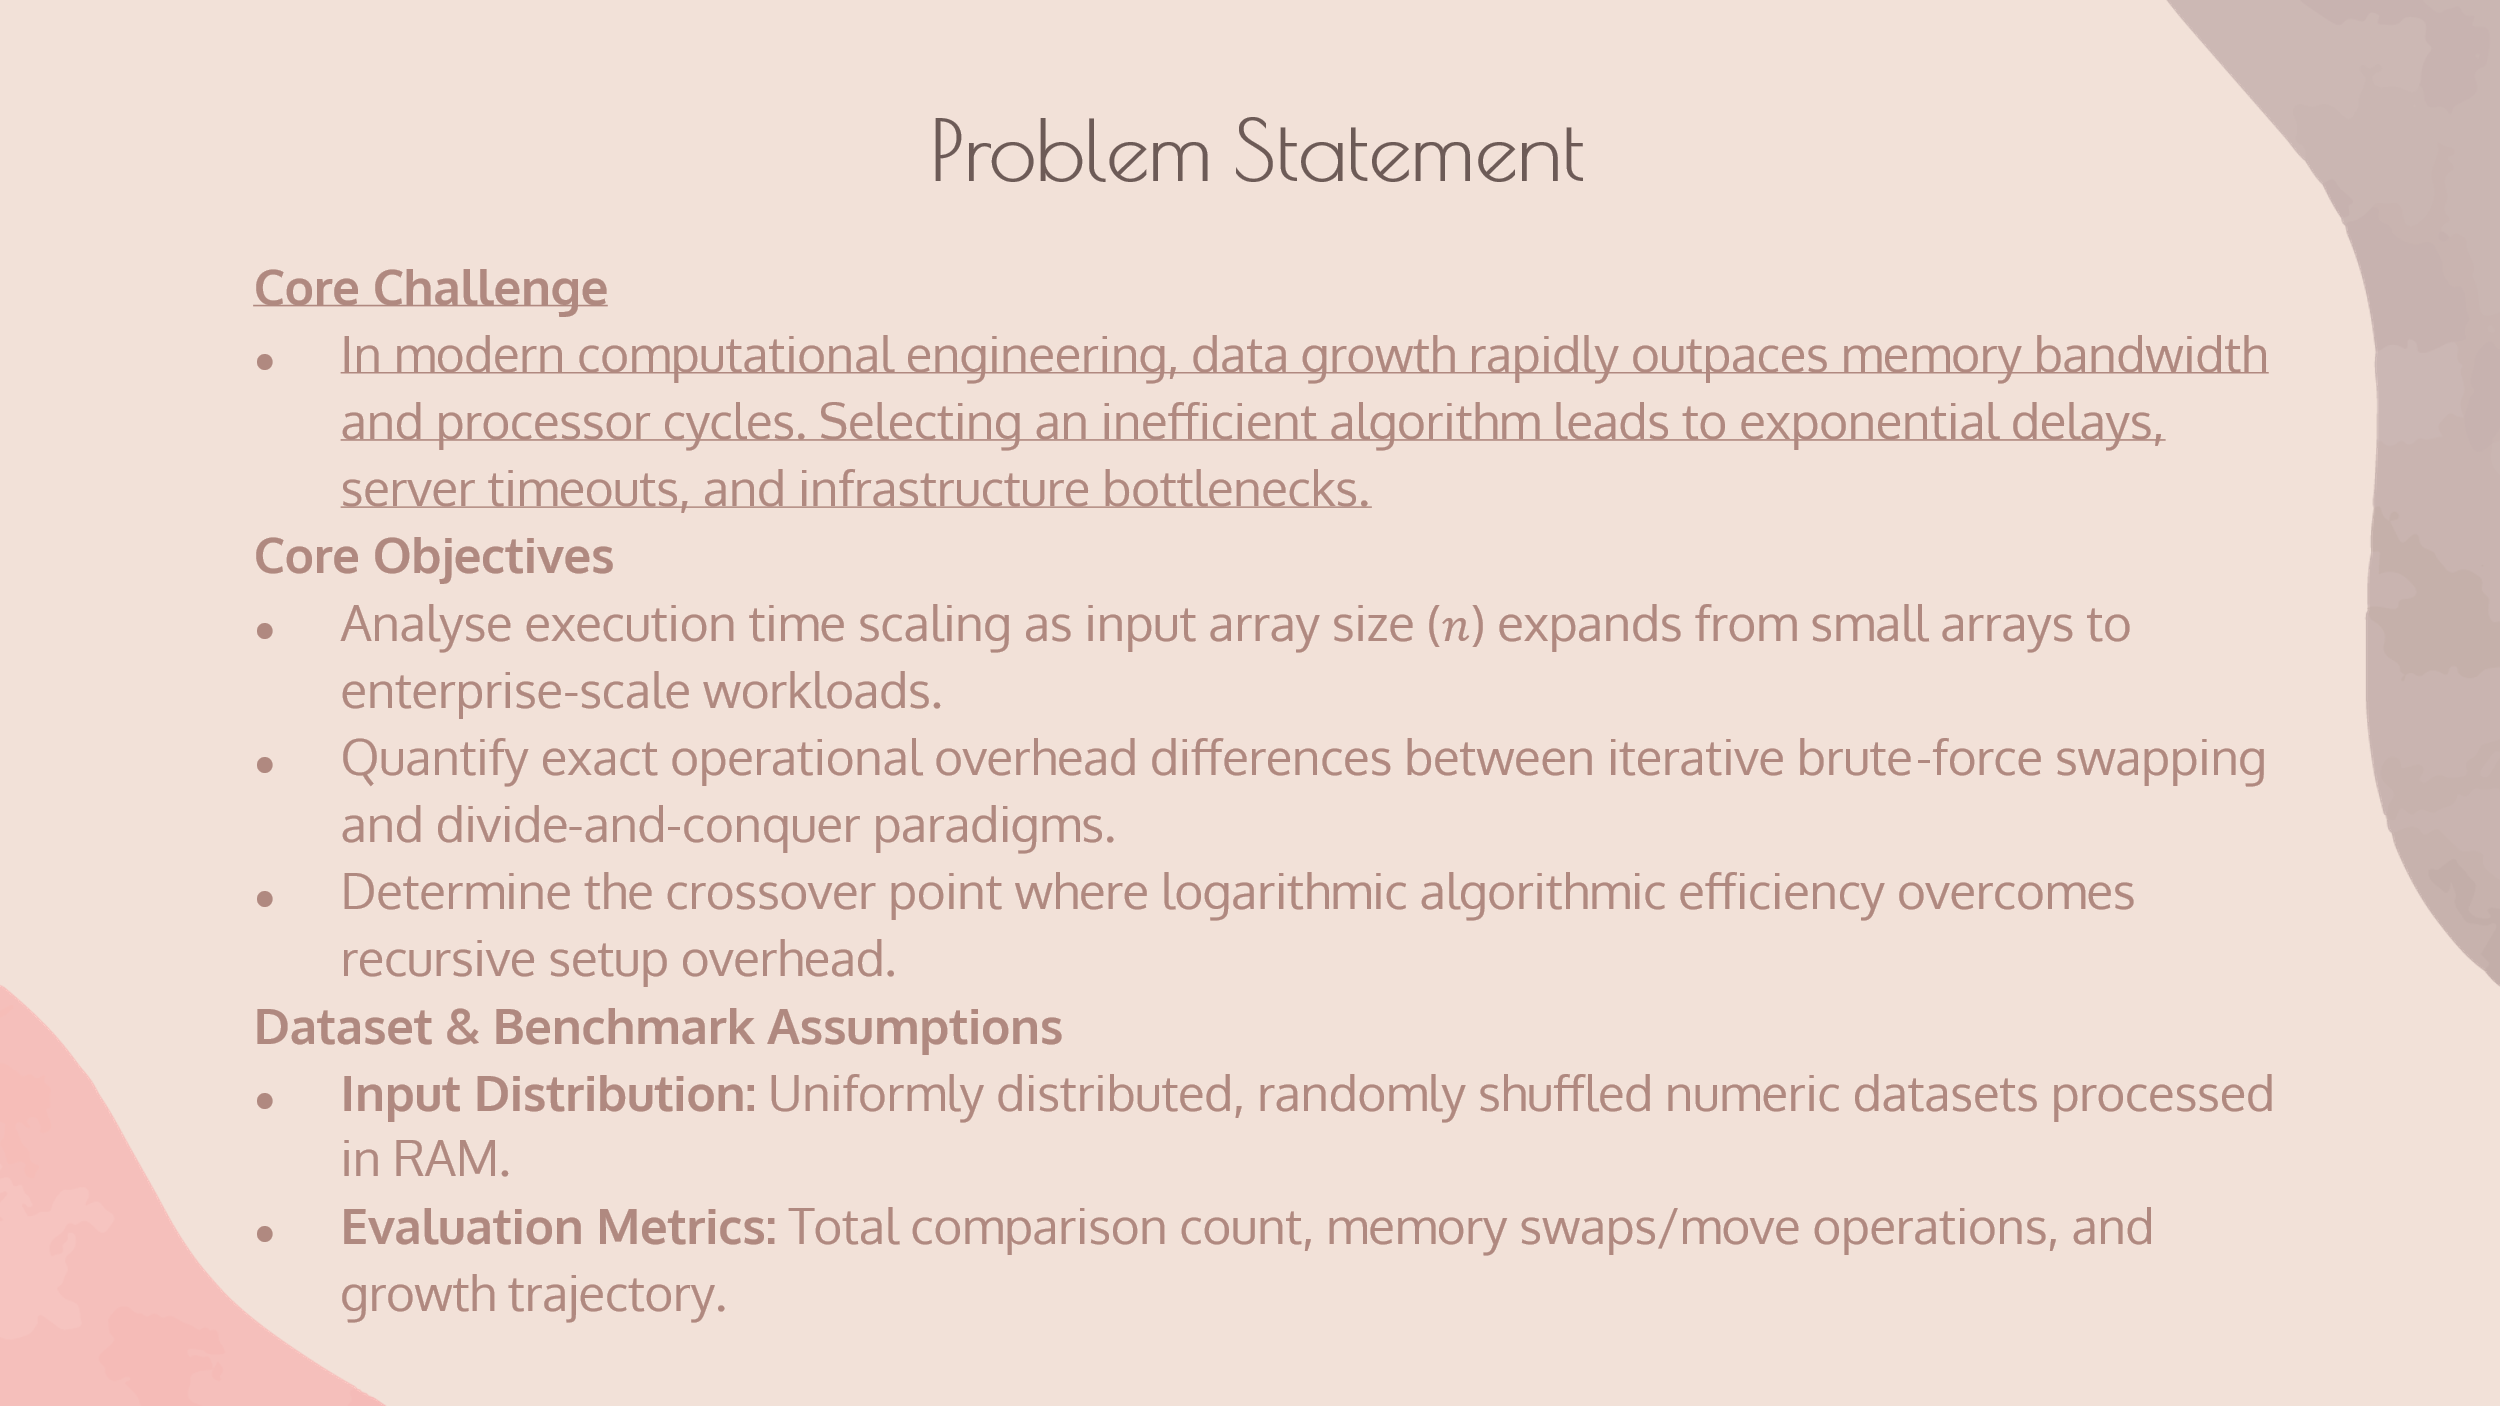 Problem Statement
Core Challenge
● In modern computational engineering, data growth rapidly outpaces memory bandwidth
and processor cycles. Selecting an inefficient algorithm leads to exponential delays,
server timeouts, and infrastructure bottlenecks.
Core Objectives
● Analyse execution time scaling as input array size (n) expands from small arrays to
enterprise-scale workloads.
● Quantify exact operational overhead differences between iterative brute-force swapping
and divide-and-conquer paradigms.
● Determine the crossover point where logarithmic algorithmic efficiency overcomes
recursive setup overhead.
Dataset & Benchmark Assumptions
● Input Distribution: Uniformly distributed, randomly shuffled numeric datasets processed
in RAM.
● Evaluation Metrics: Total comparison count, memory swaps/move operations, and
growth trajectory.